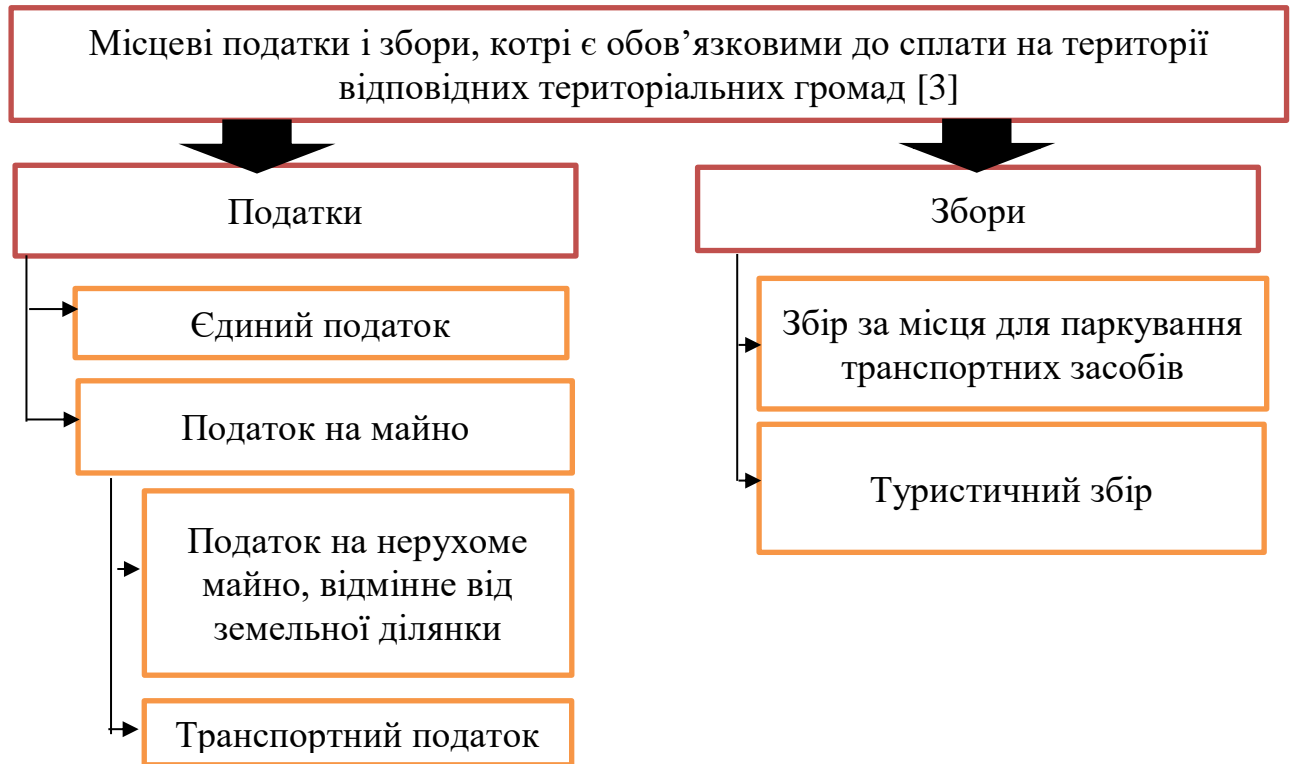 Місцеві податки і збори, котрі є обов’язковими до сплати на території
відповідних територіальних громад [3]
Податки
Єдиний податок
Податок на майно
Податок на нерухоме
майно, відмінне від
земельної ділянки
Транспортний податок
Збори
Збір за місця для паркування
транспортних засобів
Туристичний збір